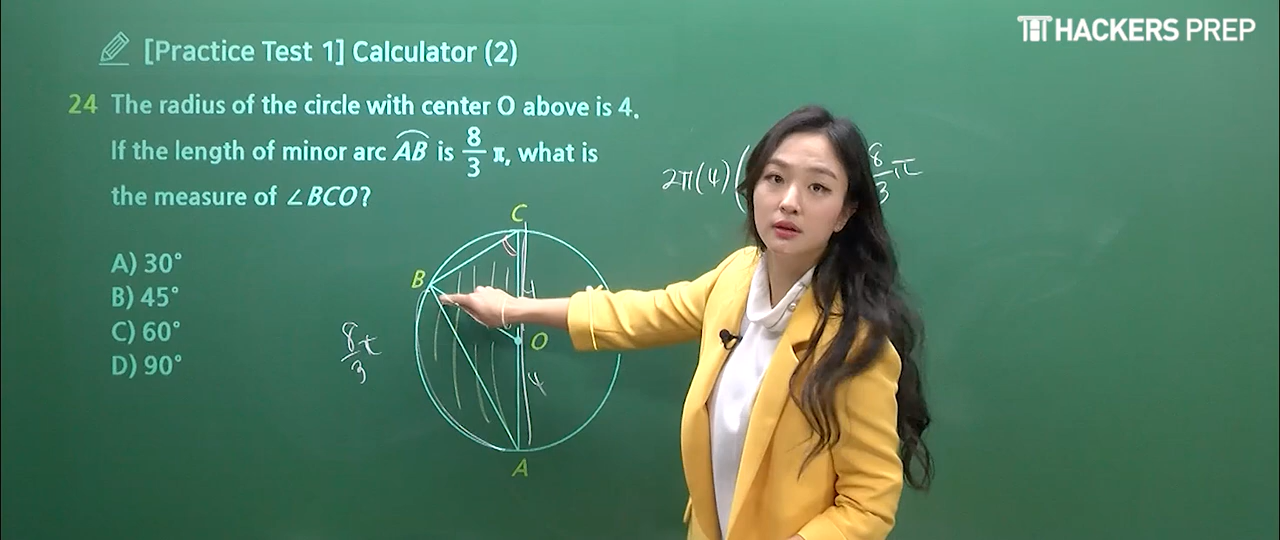 HACKERS PREP
[Practice Test 1] Calculator (2)
24 The radius of the circle with center O above is 4.
If the length of minor arc AB is 8/3 π, what is
the measure of ∠BCO?
A) 30°
B) 45°
C) 60°
D) 90°
2π(4)(
8/3 π
C
B
O
4
A
8/3 π